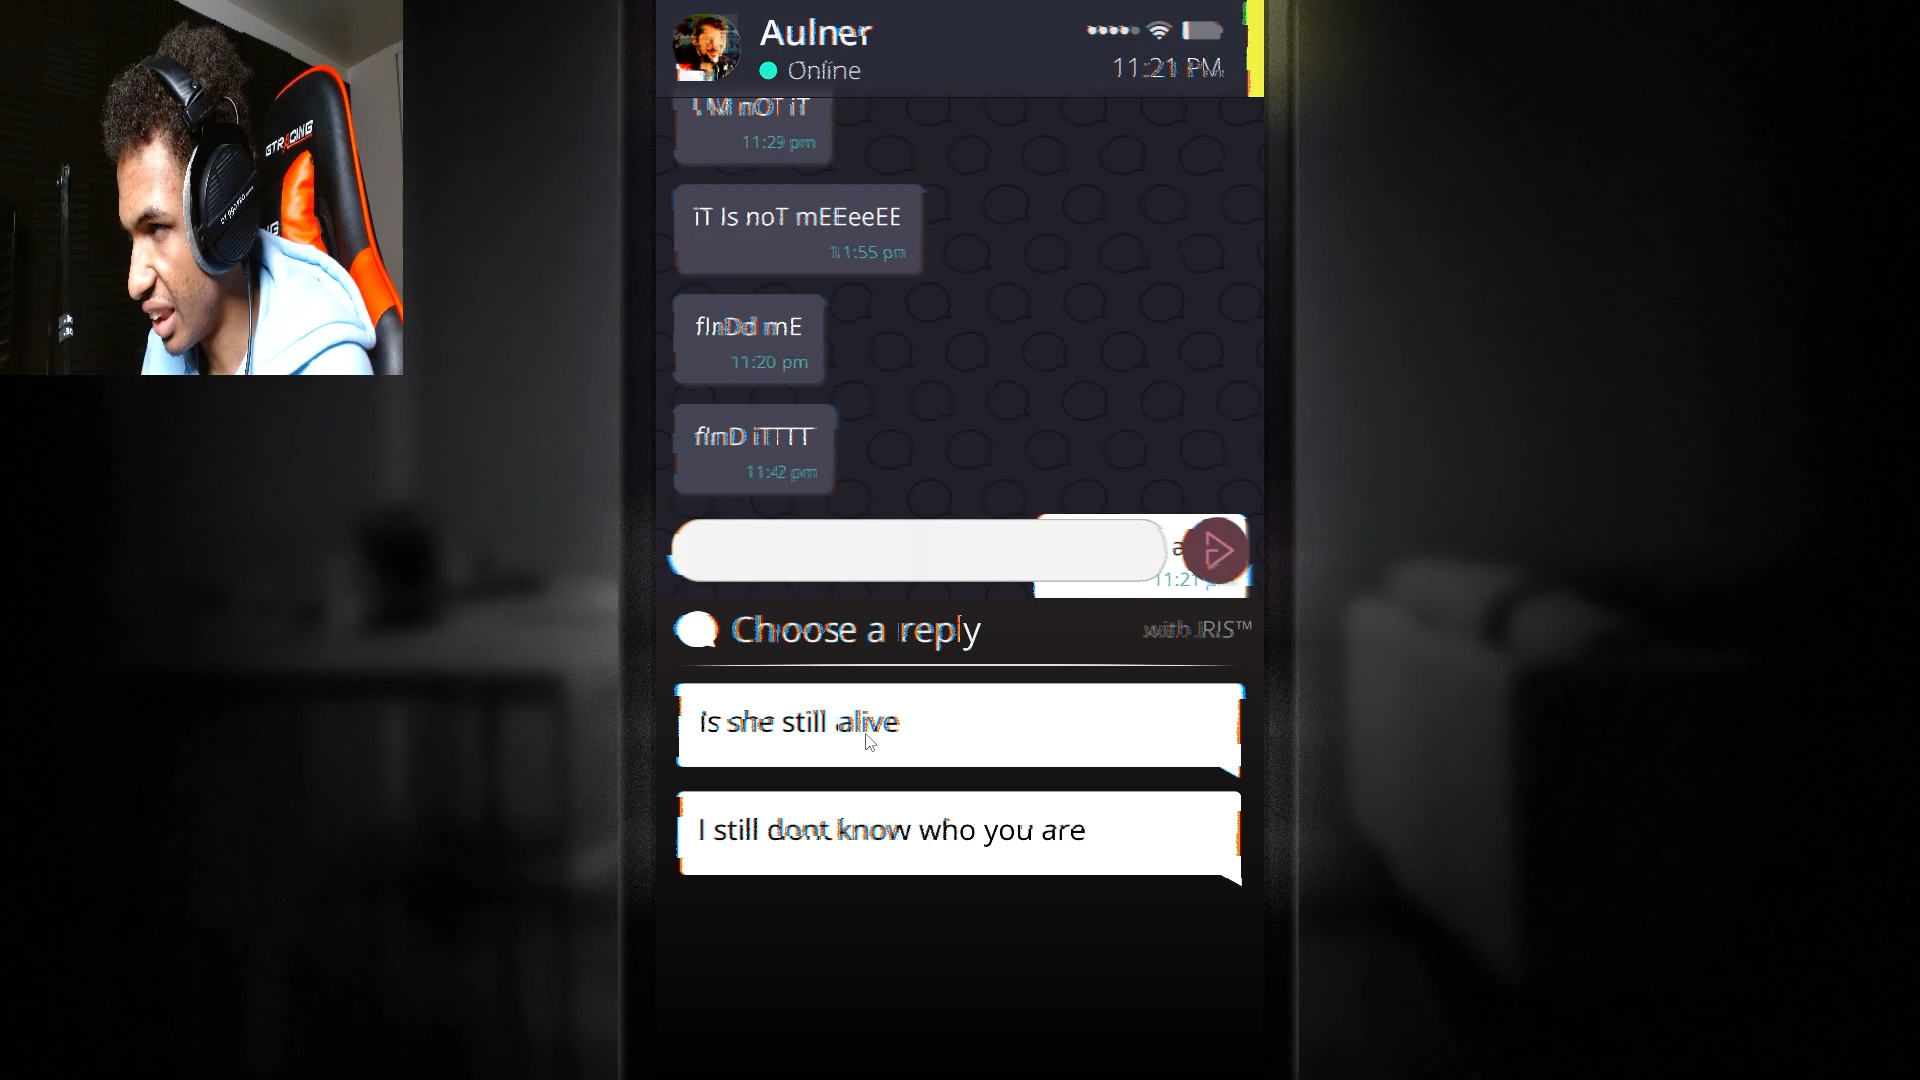 GTRACING
Aulner
Online
11:21 PM
I M nOT iT
11:29 pm
iT Is noT mEEeeEE
11:55 pm
fInDd mE
11:20 pm
fInD iTTTT
11:42 pm
11:21
Choose a reply
with IRIS™
Is she still alive
I still dont know who you are